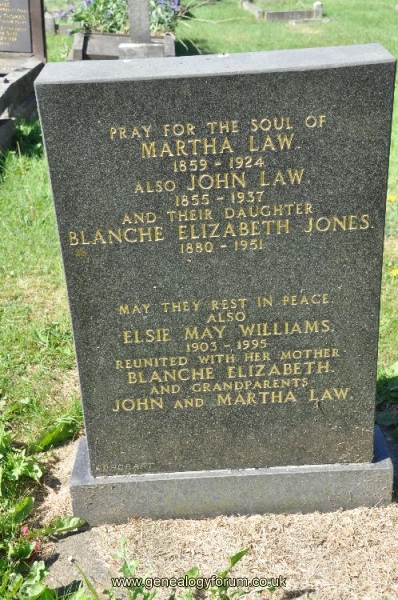 PRAY FOR THE SOUL OF
MARTHA LAW.
1859 - 1924
ALSO JOHN LAW
1855 - 1937
AND THEIR DAUGHTER
BLANCHE ELIZABETH JONES.
1880 - 1951
MAY THEY REST IN PEACE
ALSO
ELSIE MAY WILLIAMS.
1903 - 1995
REUNITED WITH HER MOTHER
BLANCHE ELIZABETH.
AND GRANDPARENTS
JOHN AND MARTHA LAW.
www.genealogyforum.co.uk